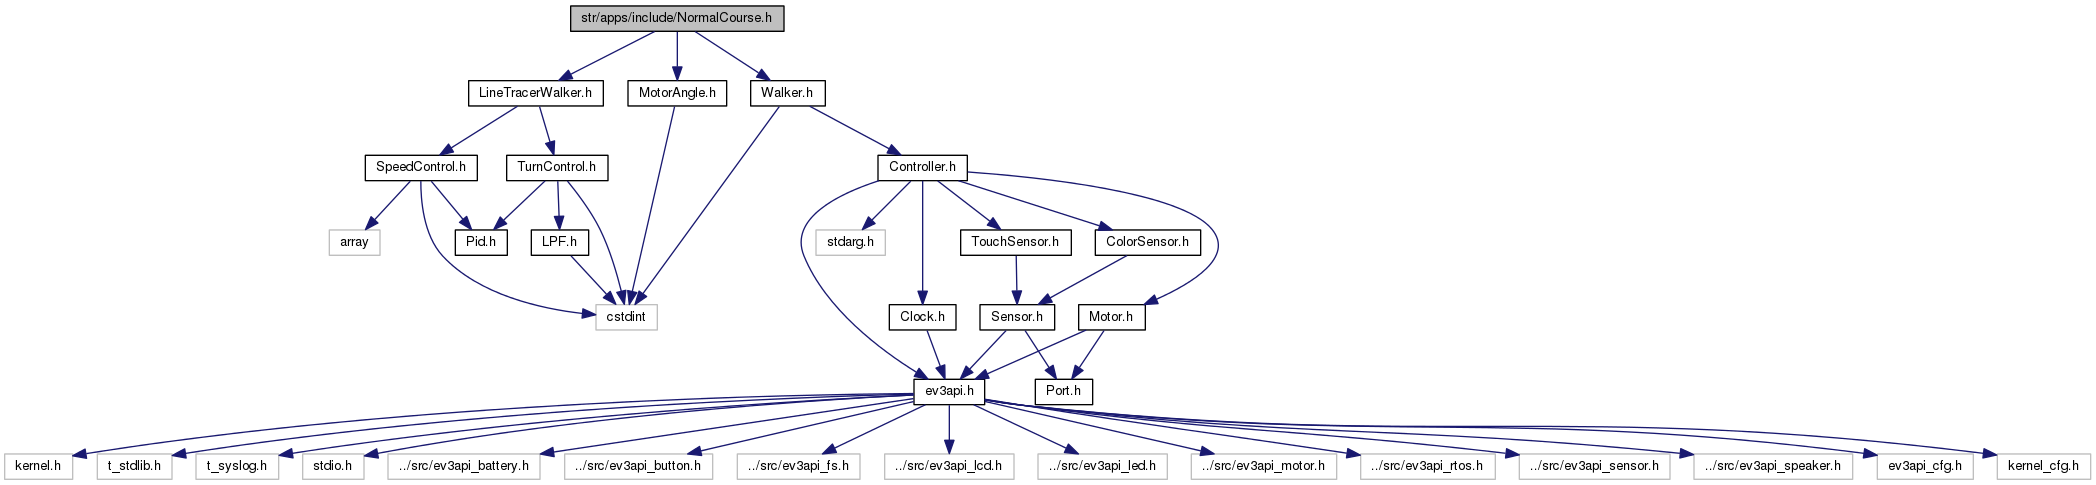 str/apps/include/NormalCourse.h
LineTracerWalker.h
MotorAngle.h
Walker.h
SpeedControl.h
TurnControl.h
Controller.h
array
Pid.h
LPF.h
stdarg.h
TouchSensor.h
ColorSensor.h
cstdint
Clock.h
Sensor.h
Motor.h
ev3api.h
Port.h
kernel.h
t_stdlib.h
t_syslog.h
stdio.h
../src/ev3api_battery.h
../src/ev3api_button.h
../src/ev3api_fs.h
../src/ev3api_lcd.h
../src/ev3api_led.h
../src/ev3api_motor.h
../src/ev3api_rtos.h
../src/ev3api_sensor.h
../src/ev3api_speaker.h
ev3api_cfg.h
kernel_cfg.h